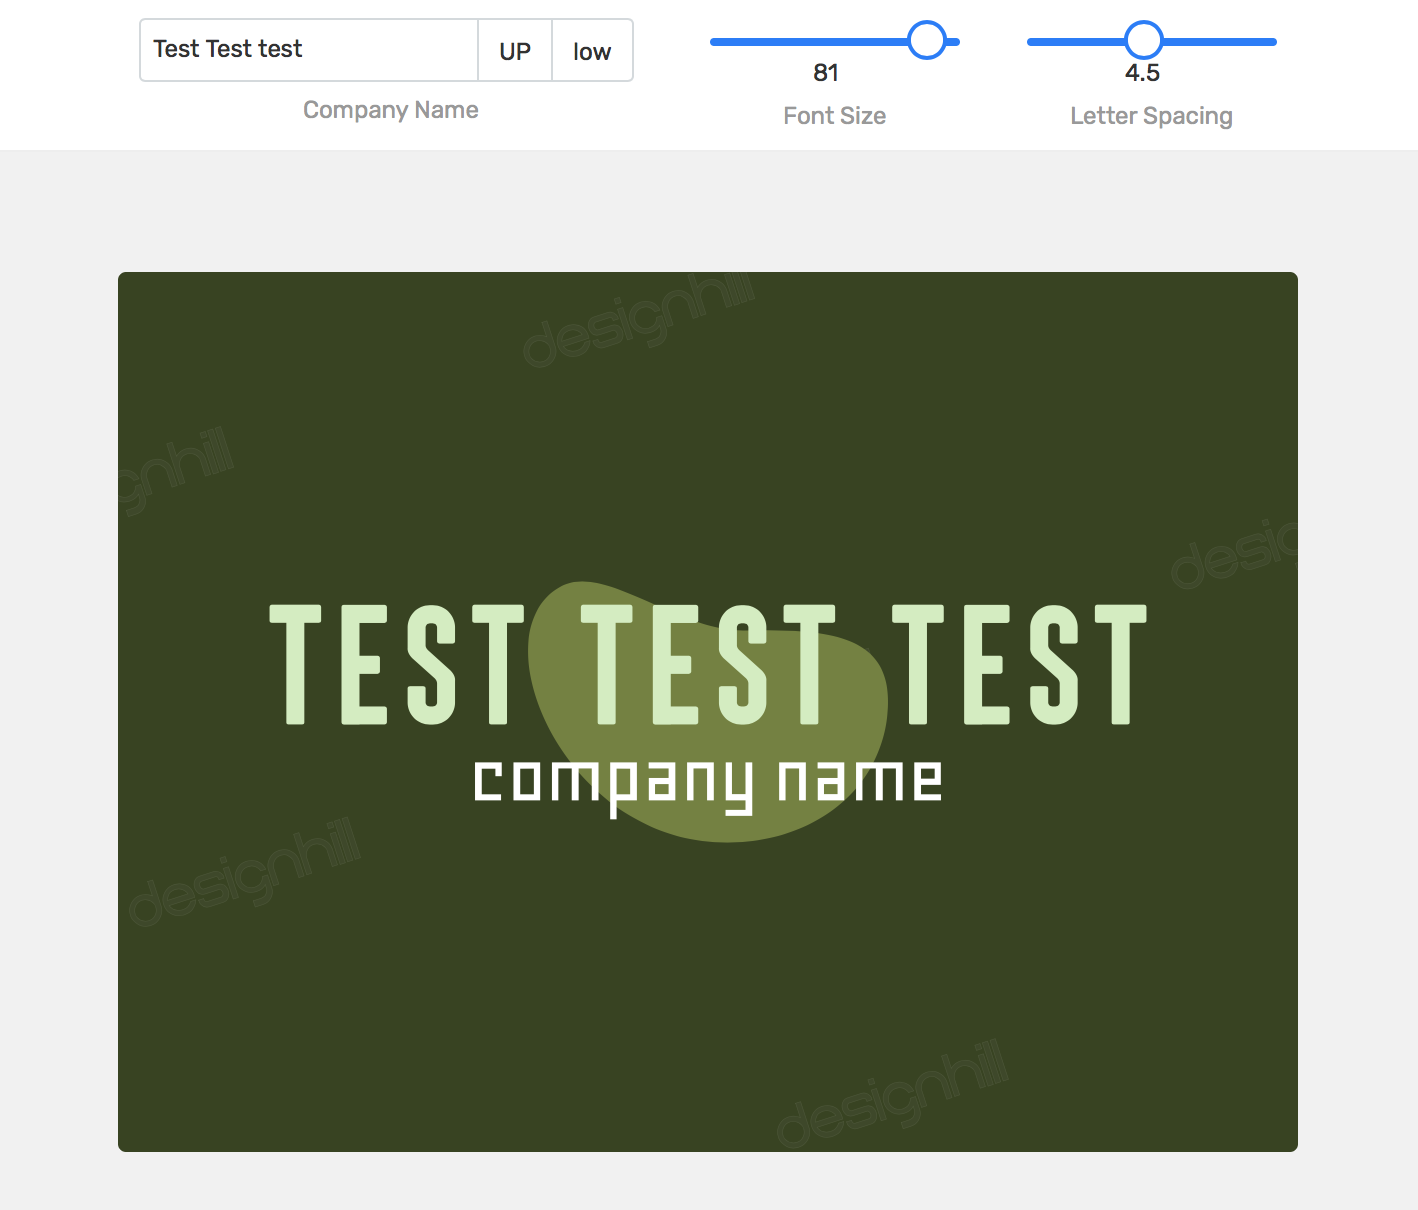 Test Test test
UP
low
Company Name
81
Font Size
4.5
Letter Spacing
designhill
gnhill
desig
TEST TEST TEST
company name
designhill
designhill